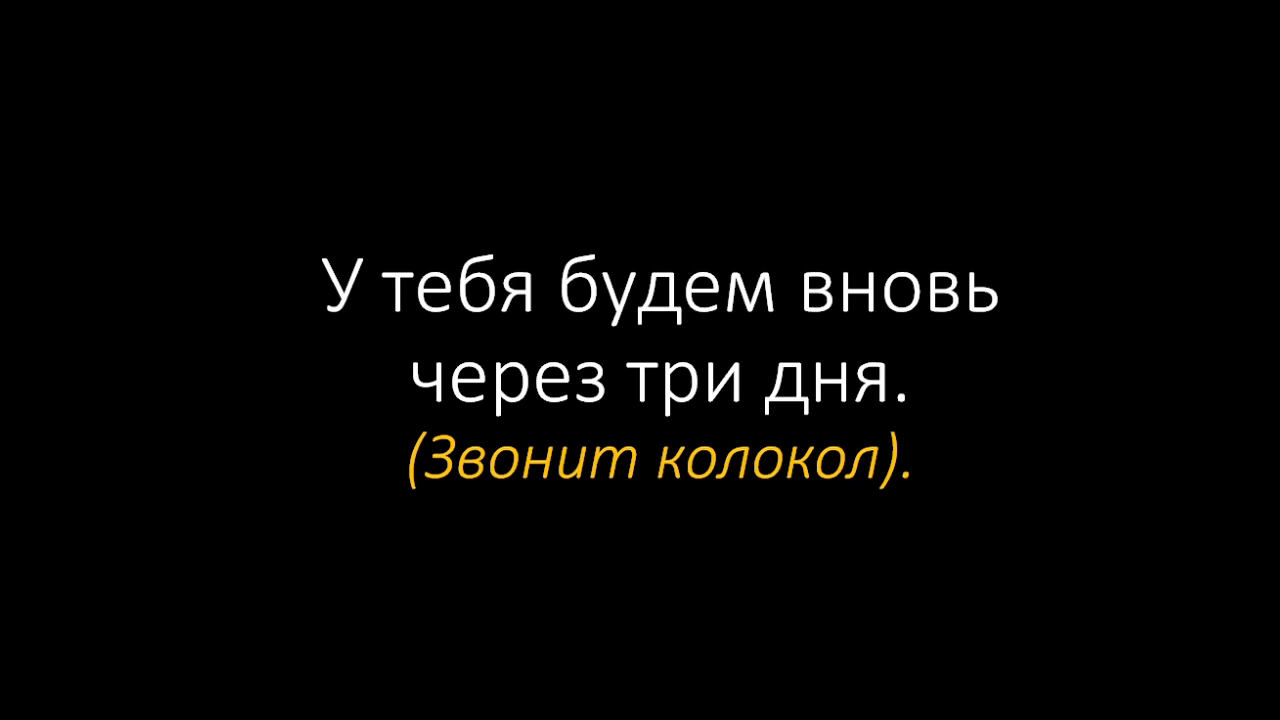 У тебя будем вновь
через три дня.
(Звонит колокол).